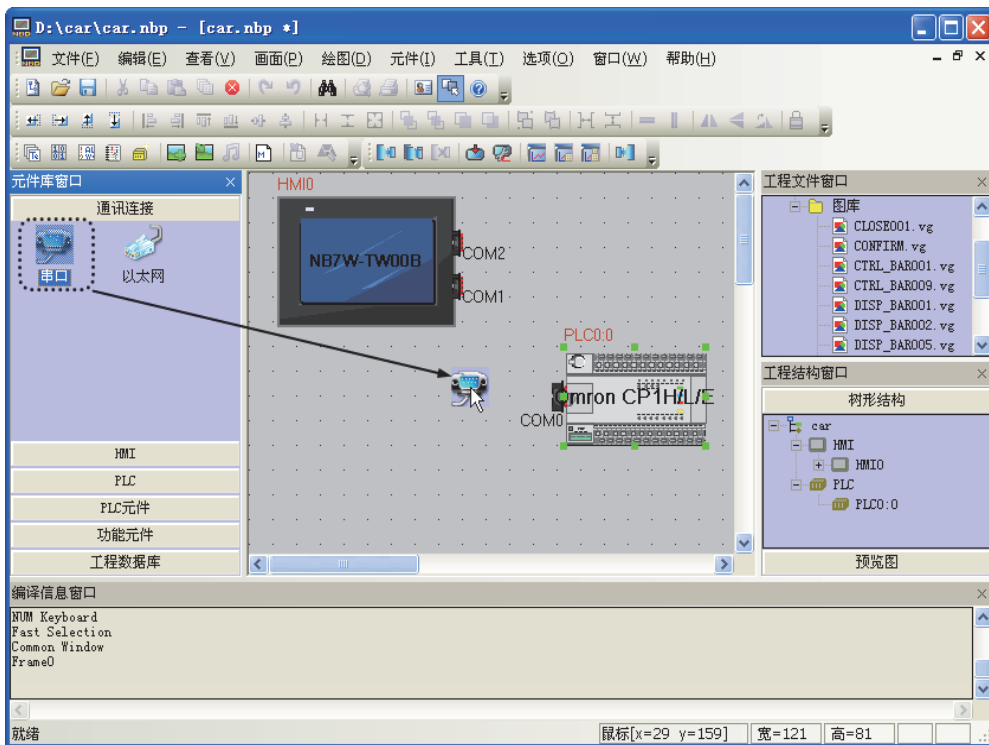 D:\car\car.nbp - [car.nbp *]
文件(F) 编辑(E) 查看(V) 画面(P) 绘图(D) 元件(I) 工具(T) 选项(O) 窗口(W) 帮助(H)
元件库窗口
通讯连接
串口 以太网
HMI
PLC
PLC元件
功能元件
工程数据库
HMI0
NB7W-TW00B
COM2
COM1
PLC0:0
Omron CP1H/L/E
COM0
工程文件窗口
图库
CLOSE001.vg
CONFIRM.vg
CTRL_BAR001.vg
CTRL_BAR009.vg
DISP_BAR001.vg
DISP_BAR002.vg
DISP_BAR005.vg
工程结构窗口
树形结构
car
HMI
HMI0
PLC
PLC0:0
预览图
编译信息窗口
NUM Keyboard
Fast Selection
Common Window
Frame0
就绪
鼠标[x=29 y=159] 宽=121 高=81